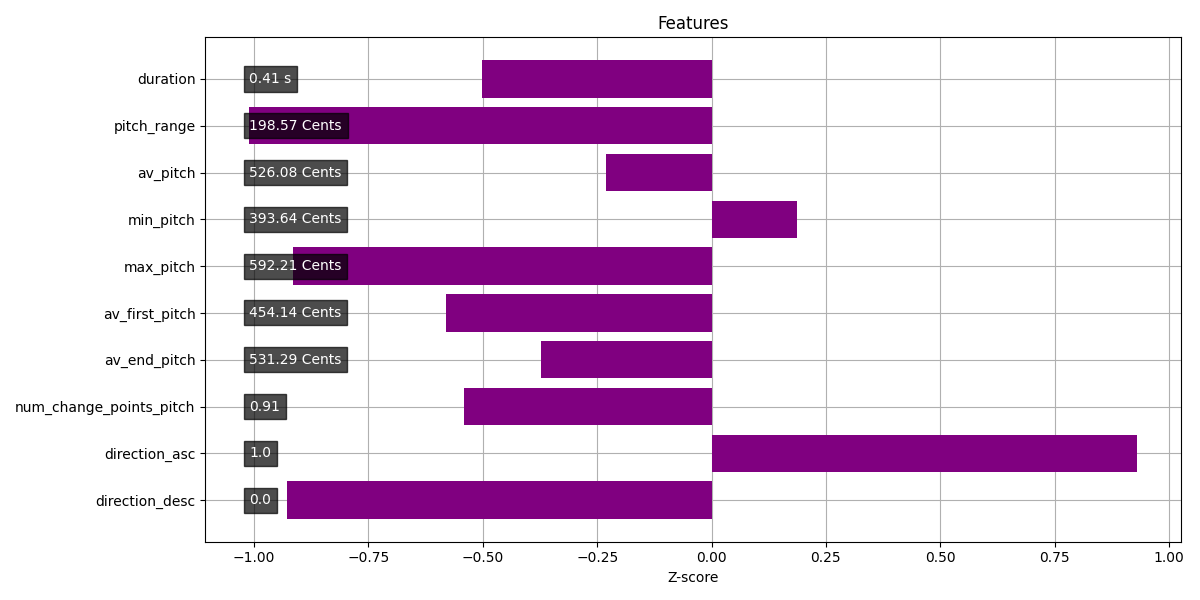 Features
duration 0.41 s
pitch_range 198.57 Cents
av_pitch 526.08 Cents
min_pitch 393.64 Cents
max_pitch 592.21 Cents
av_first_pitch 454.14 Cents
av_end_pitch 531.29 Cents
num_change_points_pitch 0.91
direction_asc 1.0
direction_desc 0.0
−1.00 −0.75 −0.50 −0.25 0.00 0.25 0.50 0.75 1.00
Z-score